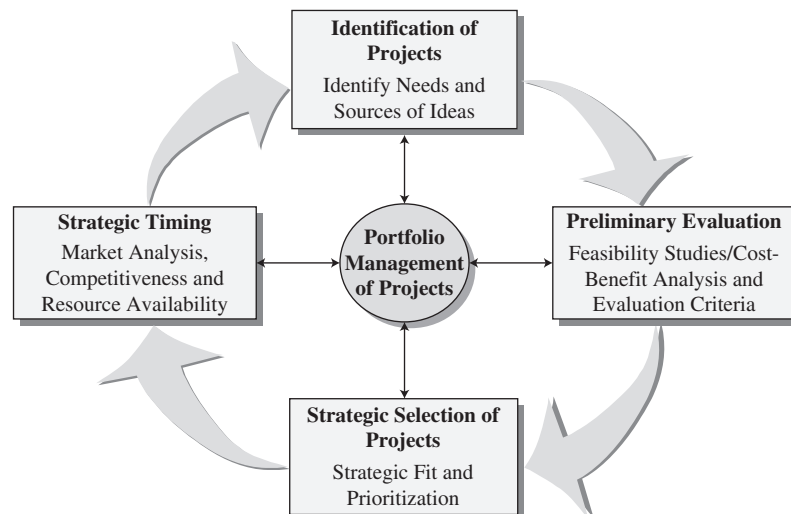 Identification of
Projects
Identify Needs and
Sources of Ideas
Strategic Timing
Market Analysis,
Competitiveness and
Resource Availability
Portfolio
Management
of Projects
Preliminary Evaluation
Feasibility Studies/Cost-
Benefit Analysis and
Evaluation Criteria
Strategic Selection of
Projects
Strategic Fit and
Prioritization